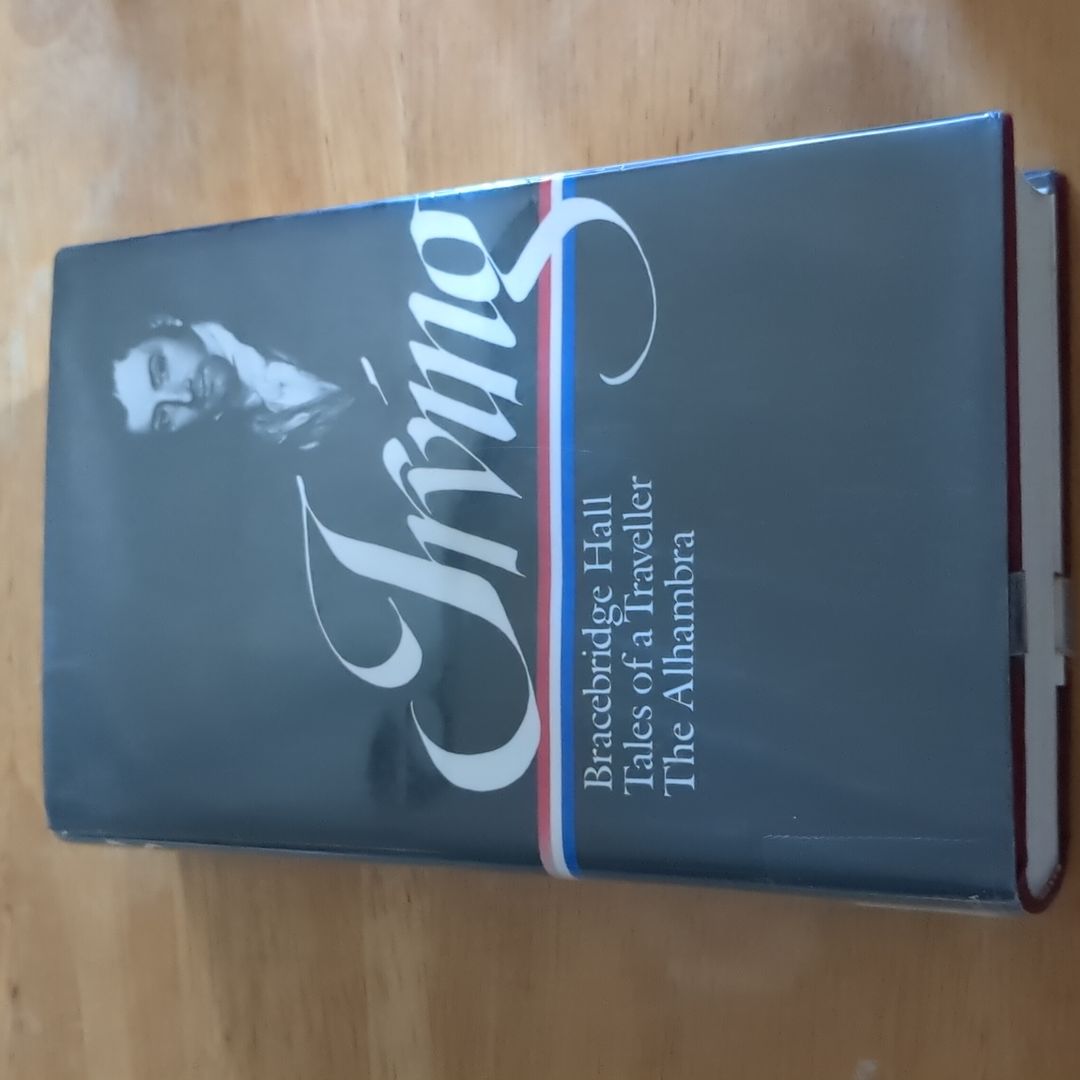 Irving
Bracebridge Hall
Tales of a Traveller
The Alhambra